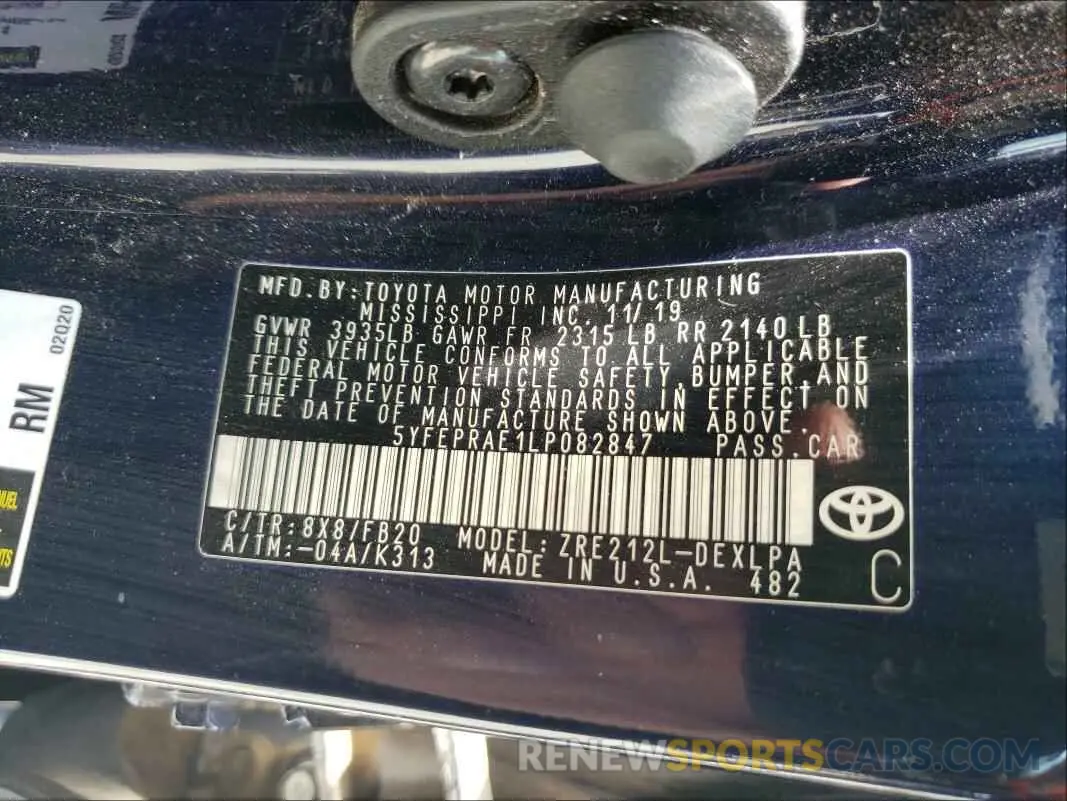 MFD.BY:TOYOTA MOTOR MANUFACTURING
MISSISSIPPI INC. 11/19
GVWR 3935LB GAWR FR 2315 LB RR 2140 LB
THIS VEHICLE CONFORMS TO ALL APPLICABLE
FEDERAL MOTOR VEHICLE SAFETY, BUMPER, AND
THEFT PREVENTION STANDARDS IN EFFECT ON
THE DATE OF MANUFACTURE SHOWN ABOVE.
5YFEPRAE1LP082847 PASS.CAR
C/TR:8X8/FB20 MODEL:ZRE212L-DEXLPA
A/TM:-04A/K313 MADE IN U.S.A. 482
C
RM
02Q20
RENEWSPORTSCARS.COM